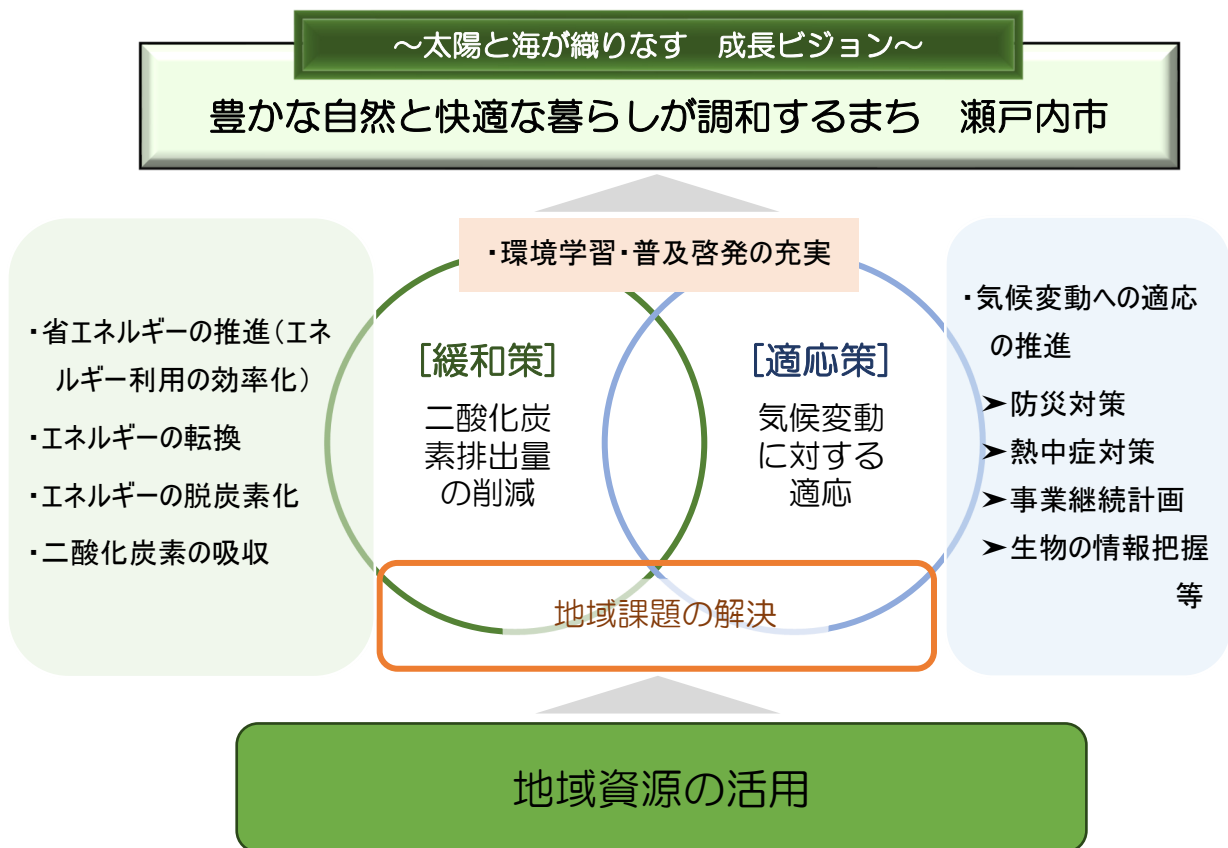 ～太陽と海が織りなす　成長ビジョン～
豊かな自然と快適な暮らしが調和するまち　瀬戸内市
・環境学習・普及啓発の充実
・省エネルギーの推進（エネ
ルギー利用の効率化）
・エネルギーの転換
・エネルギーの脱炭素化
・二酸化炭素の吸収
[緩和策]
二酸化炭
素排出量
の削減
[適応策]
気候変動
に対する
適応
・気候変動への適応
の推進
➤防災対策
➤熱中症対策
➤事業継続計画
➤生物の情報把握
等
地域課題の解決
地域資源の活用